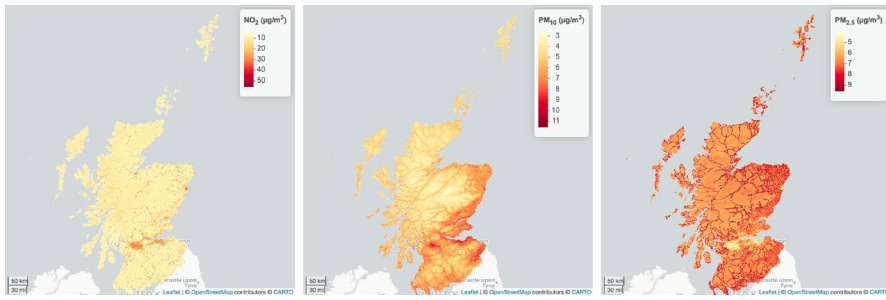 NO₂ (µg/m³)
10
20
30
40
50
50 km
30 mi
castle upon
Tyne
Leaflet | © OpenStreetMap contributors © CARTO
PM₁₀ (µg/m³)
3
4
5
6
7
8
9
10
11
50 km
30 mi
castle upon
Tyne
Leaflet | © OpenStreetMap contributors © CARTO
PM₂.₅ (µg/m³)
5
6
7
8
9
50 km
30 mi
castle upon
Tyne
Leaflet | © OpenStreetMap contributors © CARTO